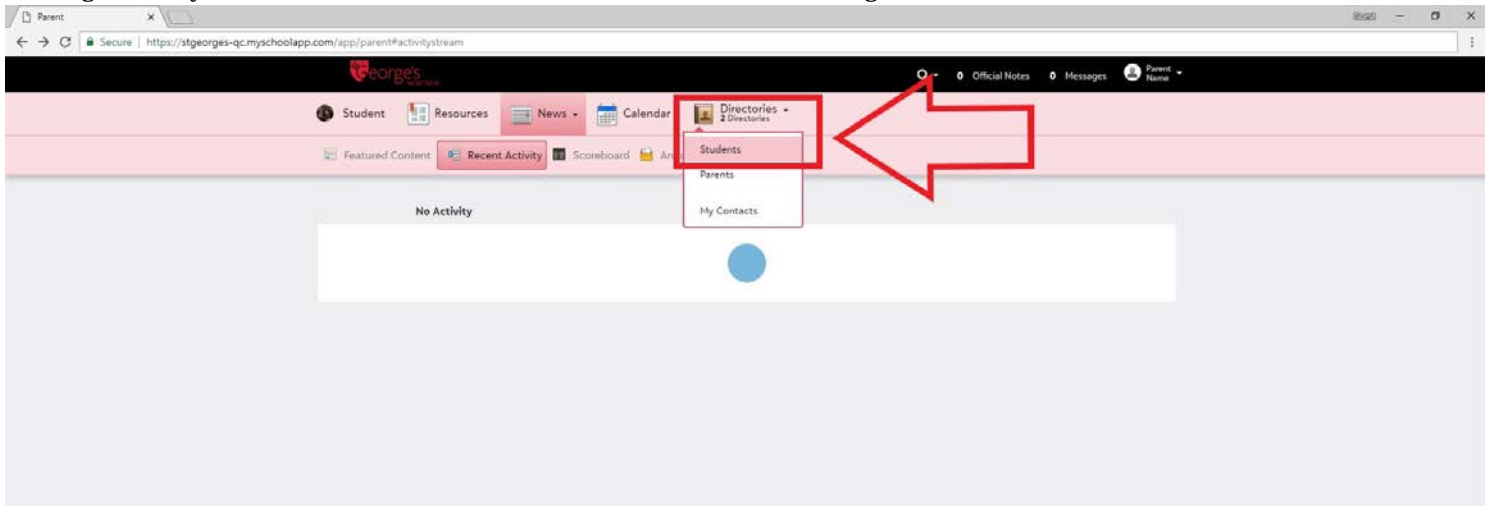 Parent
Secure | https://stgeorges-qc.myschoolapp.com/app/parent#activitystream
George's
0 Official Notes 0 Messages Parent Name
Student Resources News Calendar Directories
2 Directories
Featured Content Recent Activity Scoreboard
Students
Parents
No Activity
My Contacts